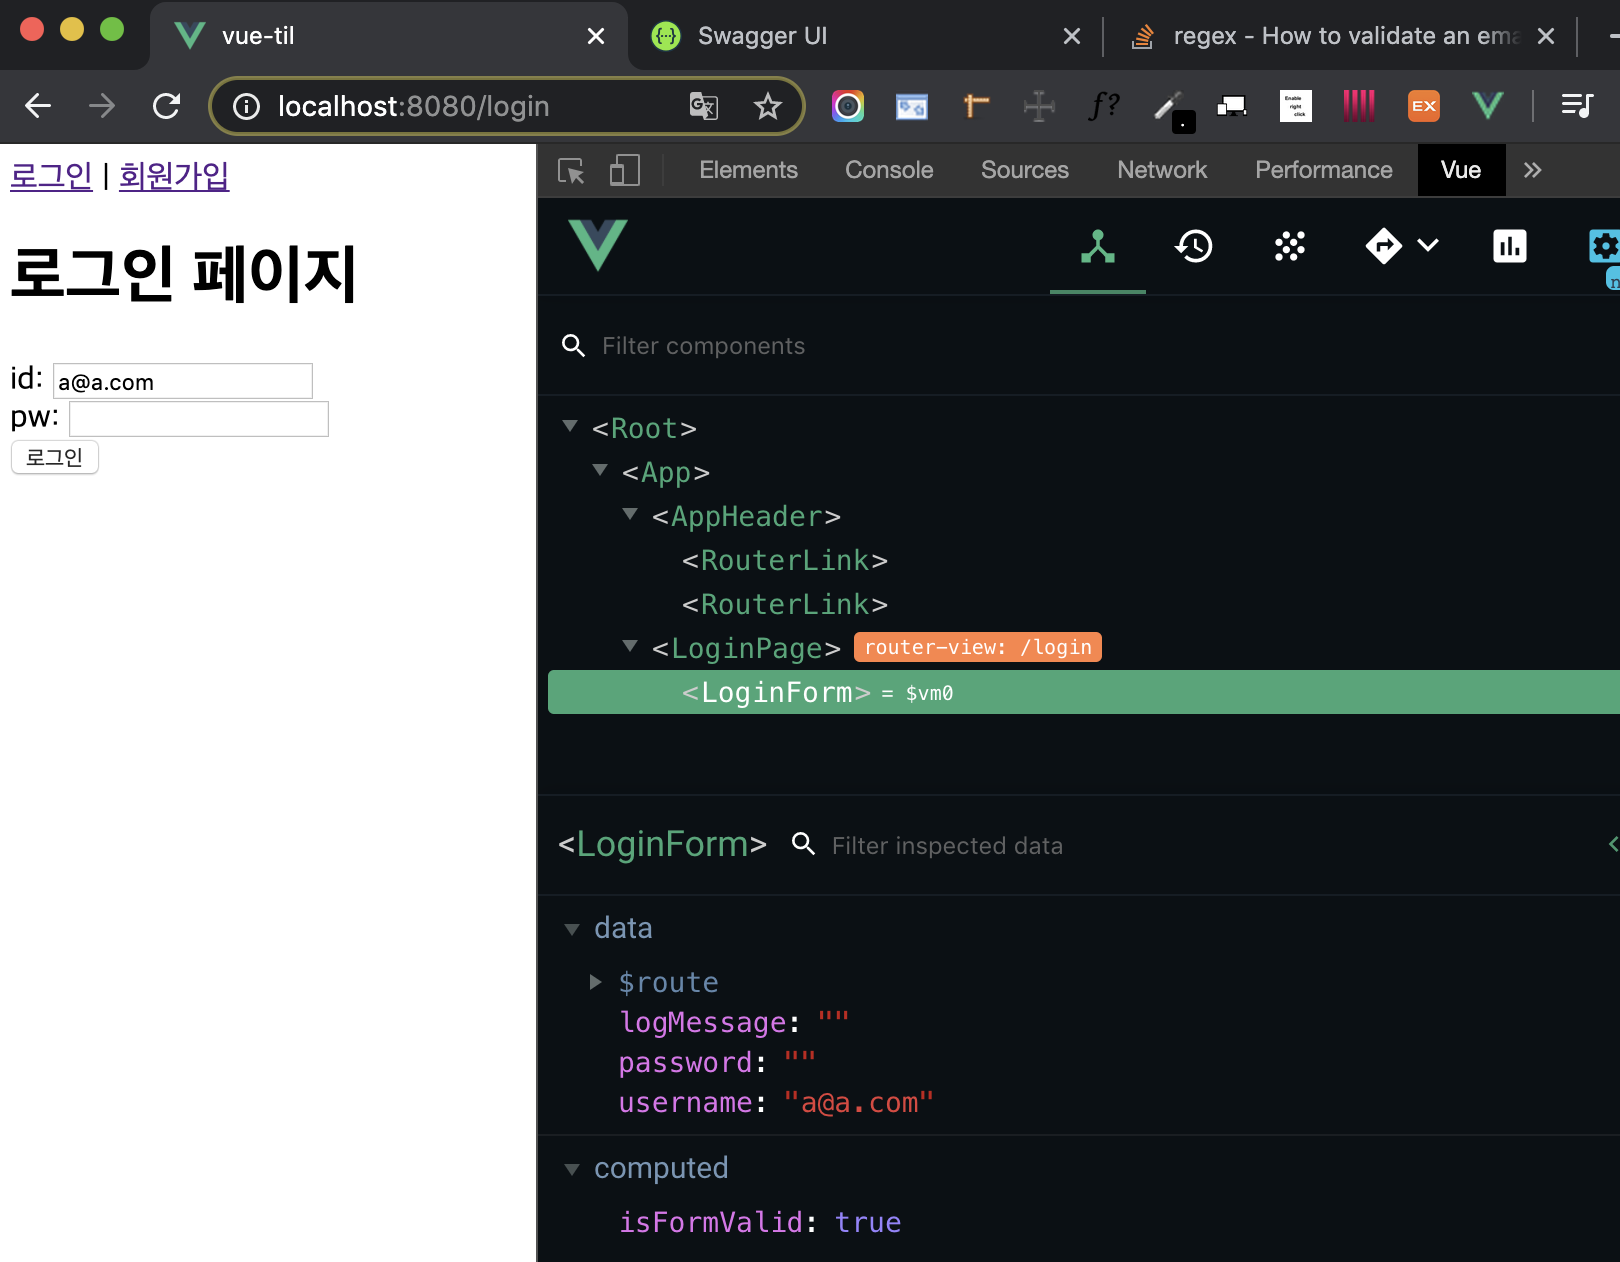 vue-til
Swagger UI
regex - How to validate an ema
localhost:8080/login
f?
Enable
right
click
EX
로그인 | 회원가입
로그인 페이지
id: a@a.com
pw:
로그인
Elements
Console
Sources
Network
Performance
Vue
Filter components
<Root>
<App>
<AppHeader>
<RouterLink>
<RouterLink>
<LoginPage> router-view: /login
<LoginForm> = $vm0
<LoginForm>
Filter inspected data
data
$route
logMessage: ""
password: ""
username: "a@a.com"
computed
isFormValid: true